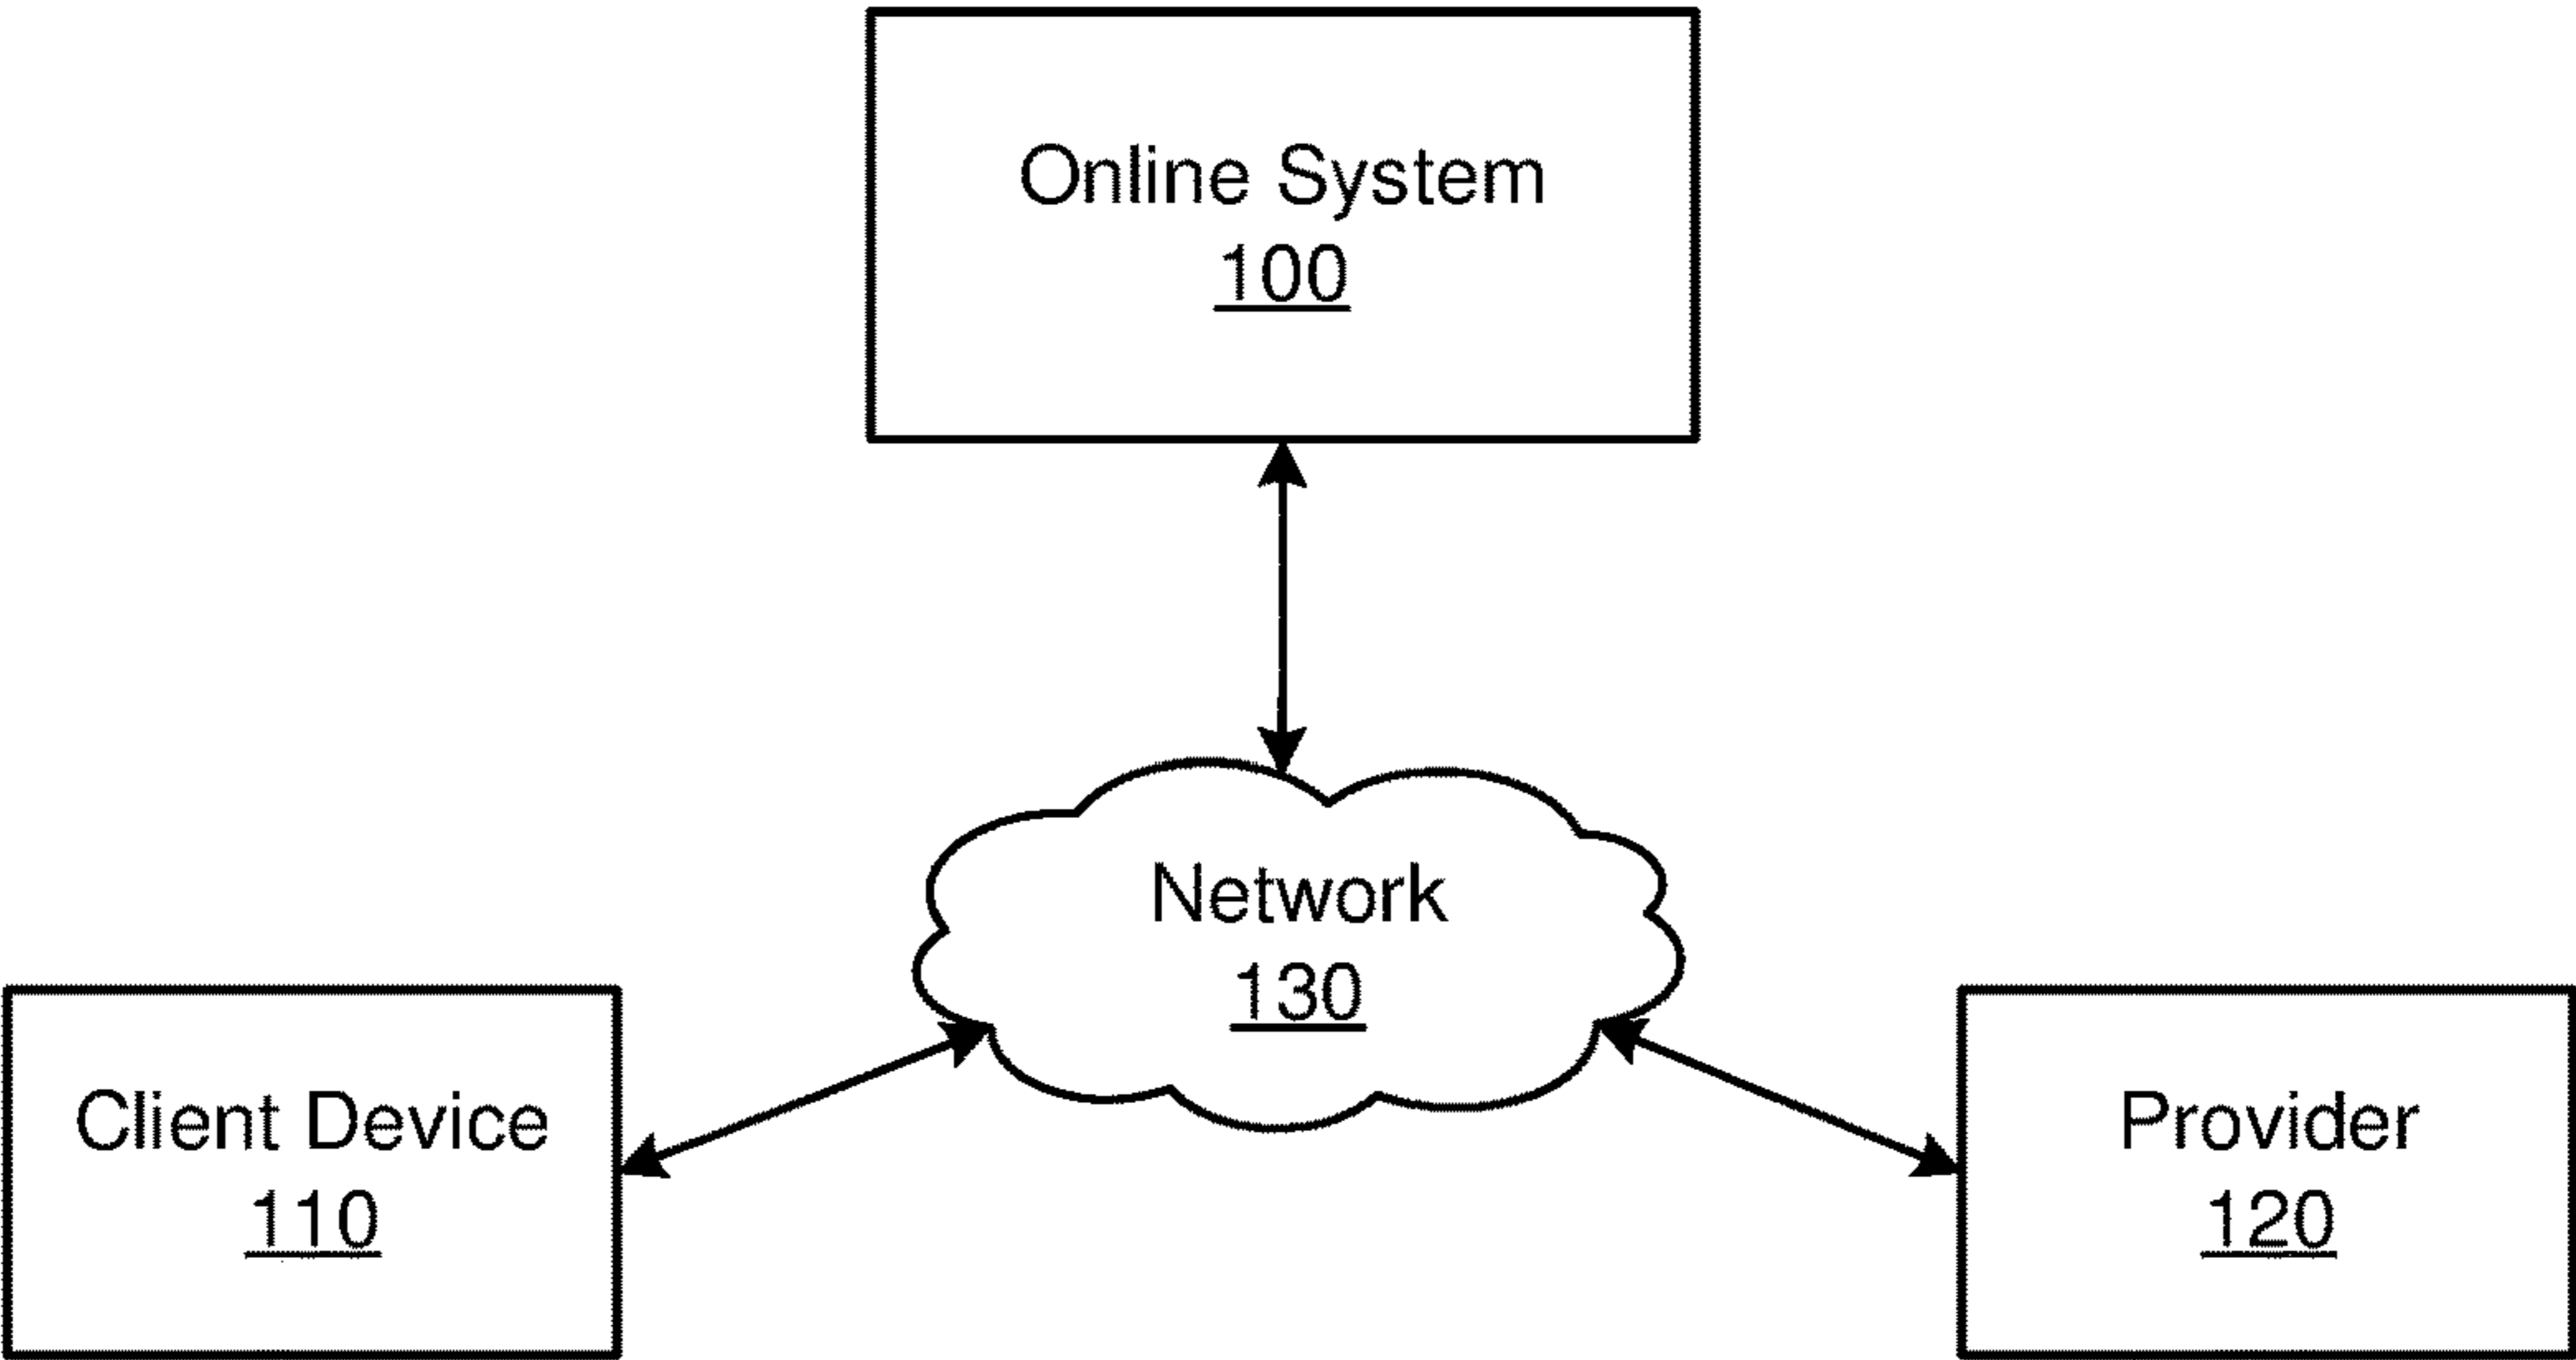 Online System
100
Network
130
Client Device
110
Provider
120